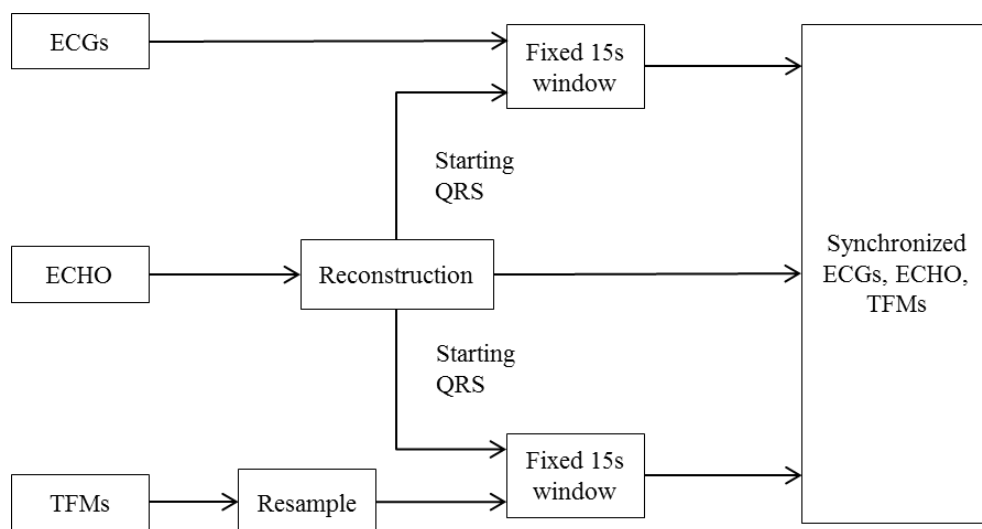 ECGs
Fixed 15s
window
Starting
QRS
ECHO
Reconstruction
Synchronized
ECGs, ECHO,
TFMs
Starting
QRS
TFMs
Resample
Fixed 15s
window